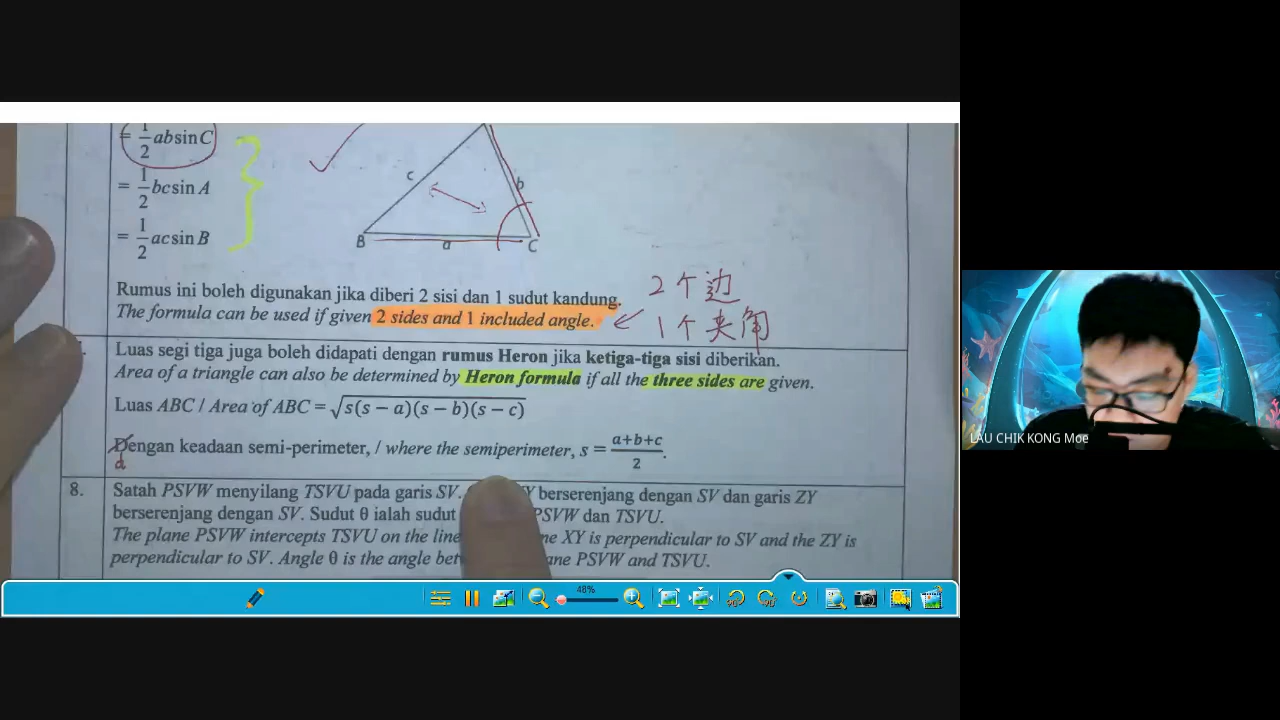 = 1/2 ab sin C
= 1/2 bc sin A
= 1/2 ac sin B
c
b
B
a
C
Rumus ini boleh digunakan jika diberi 2 sisi dan 1 sudut kandung.
The formula can be used if given 2 sides and 1 included angle.
2个边
1个夹角
Luas segi tiga juga boleh didapati dengan rumus Heron jika ketiga-tiga sisi diberikan.
Area of a triangle can also be determined by Heron formula if all the three sides are given.
Luas ABC / Area of ABC = √s(s − a)(s − b)(s − c)
Dengan keadaan semi-perimeter, / where the semiperimeter, s = a+b+c/2.
d
8. Satah PSVW menyilang TSVU pada garis SV. berserenjang dengan SV dan garis ZY
berserenjang dengan SV. Sudut θ ialah sudut PSVW dan TSVU.
The plane PSVW intercepts TSVU on the line XY is perpendicular to SV and the ZY is
perpendicular to SV. Angle θ is the angle PSVW and TSVU.
LAU CHIK KONG Moe
48%